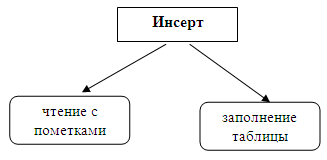 Инсерт
чтение с
пометками
заполнение
таблицы